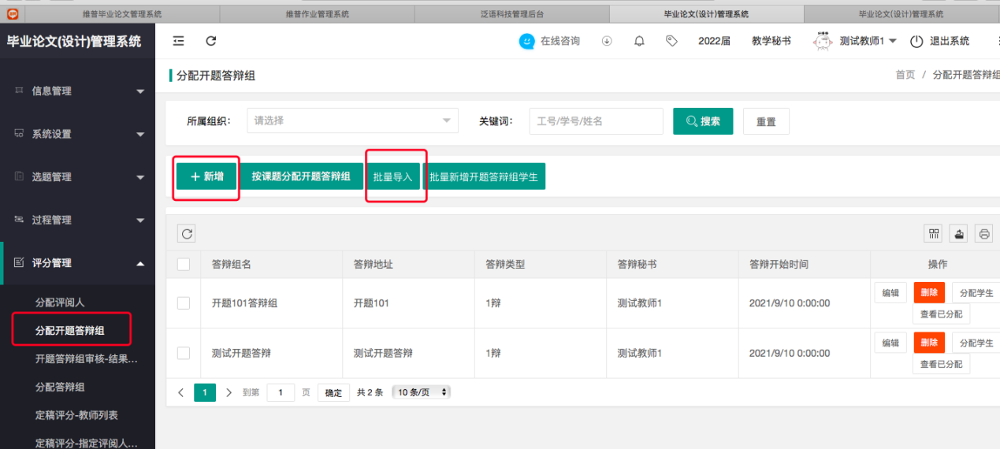 维普毕业论文管理系统
维普作业管理系统
泛语科技管理后台
毕业论文(设计)管理系统
毕业论文(设计)管理系统
毕业论文(设计)管理系统
在线咨询
2022届
教学秘书
测试教师1
退出系统
信息管理
系统设置
选题管理
过程管理
评分管理
分配评阅人
分配开题答辩组
开题答辩组审核-结果...
分配答辩组
定稿评分-教师列表
定稿评分-指定评阅人...
分配开题答辩组
首页 / 分配开题答辩组
所属组织：
请选择
关键词：
工号/学号/姓名
搜索
重置
+ 新增
按课题分配开题答辩组
批量导入
批量新增开题答辩组学生
答辩组名 答辩地址 答辩类型 答辩秘书 答辩开始时间 操作
开题101答辩组 开题101 1辩 测试教师1 2021/9/10 0:00:00 编辑 删除 分配学生
查看已分配
测试开题答辩 测试开题答辩 1辩 测试教师1 2021/9/10 0:00:00 编辑 删除 分配学生
查看已分配
1 到第 1 页 确定 共 2 条 10 条/页